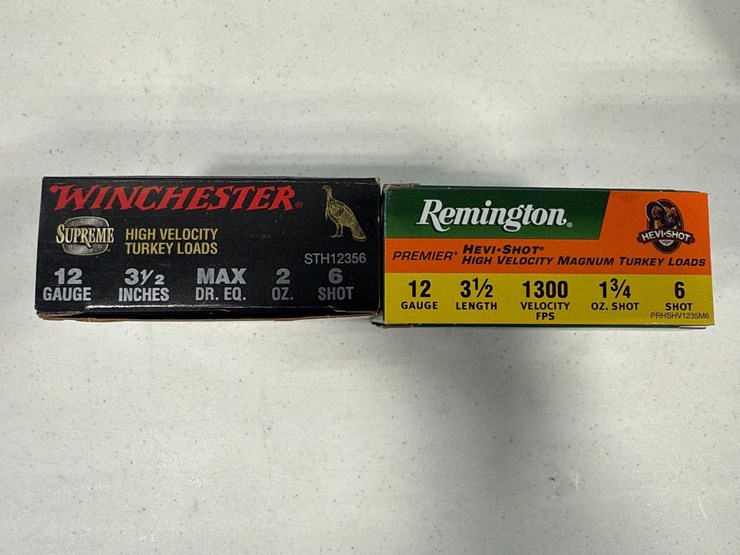 WINCHESTER®
SUPREME
HIGH VELOCITY
TURKEY LOADS
STH12356
12 3½ MAX 2 6
GAUGE INCHES DR. EQ. OZ. SHOT
Remington®
HEVI•SHOT
PREMIER® HEVI•SHOT®
HIGH VELOCITY MAGNUM TURKEY LOADS
12 3½ 1300 1¾ 6
GAUGE LENGTH VELOCITY OZ. SHOT SHOT
FPS
PRHSHV1235M6